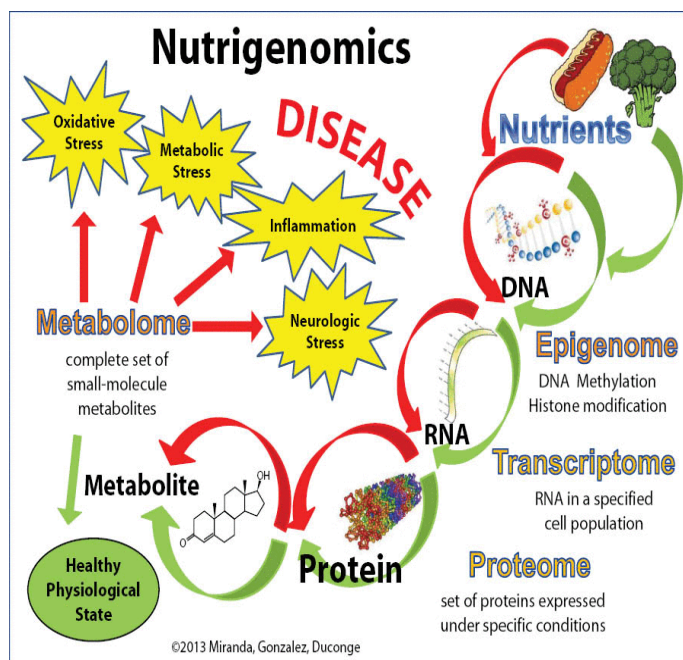 Nutrigenomics
Oxidative
Stress
Metabolic
Stress
DISEASE
Inflammation
Neurologic
Stress
Nutrients
DNA
Metabolome
complete set of
small-molecule
metabolites
Epigenome
DNA Methylation
Histone modification
RNA
Transcriptome
RNA in a specified
cell population
Metabolite
OH
O
Protein
Proteome
set of proteins expressed
under specific conditions
Healthy
Physiological
State
©2013 Miranda, Gonzalez, Duconge